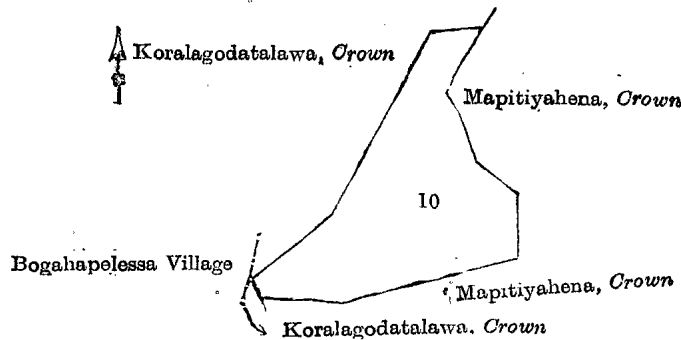 Koralagodatalawa, Crown
Mapitiyahena, Crown
10
Bogahapelessa Village
Mapitiyahena, Crown
Koralagodatalawa, Crown